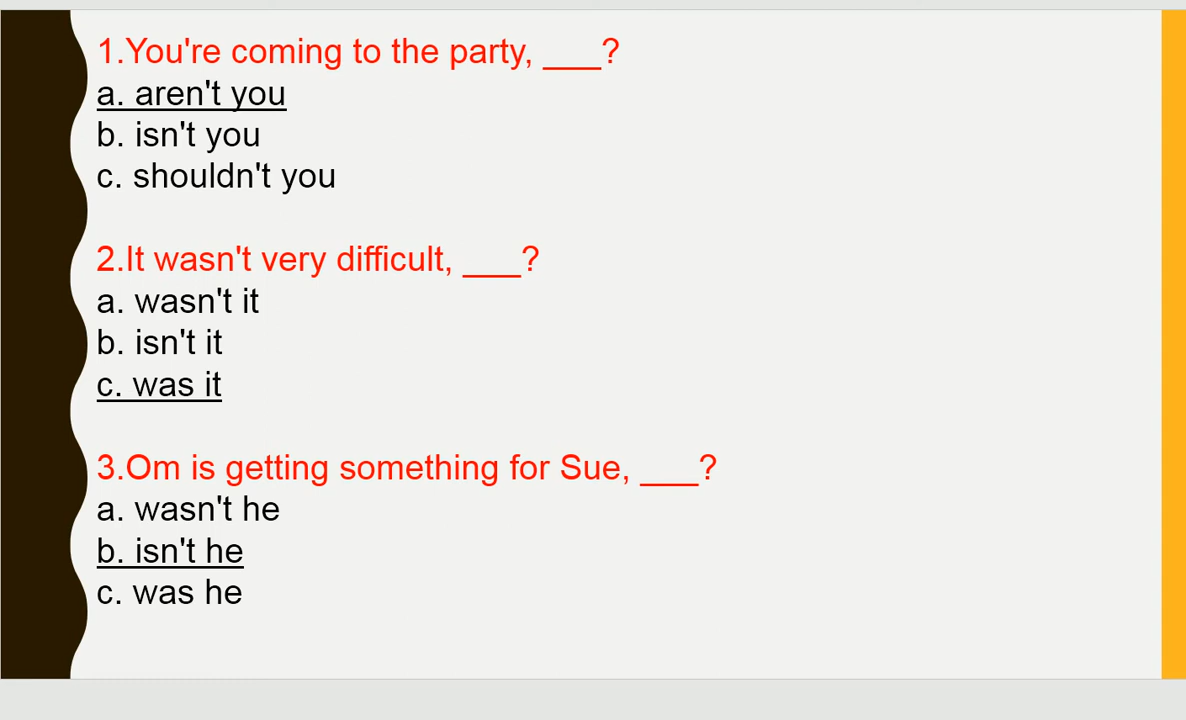 1.You're coming to the party, ___?
a. aren't you
b. isn't you
c. shouldn't you
2.It wasn't very difficult, ___?
a. wasn't it
b. isn't it
c. was it
3.Om is getting something for Sue, ___?
a. wasn't he
b. isn't he
c. was he